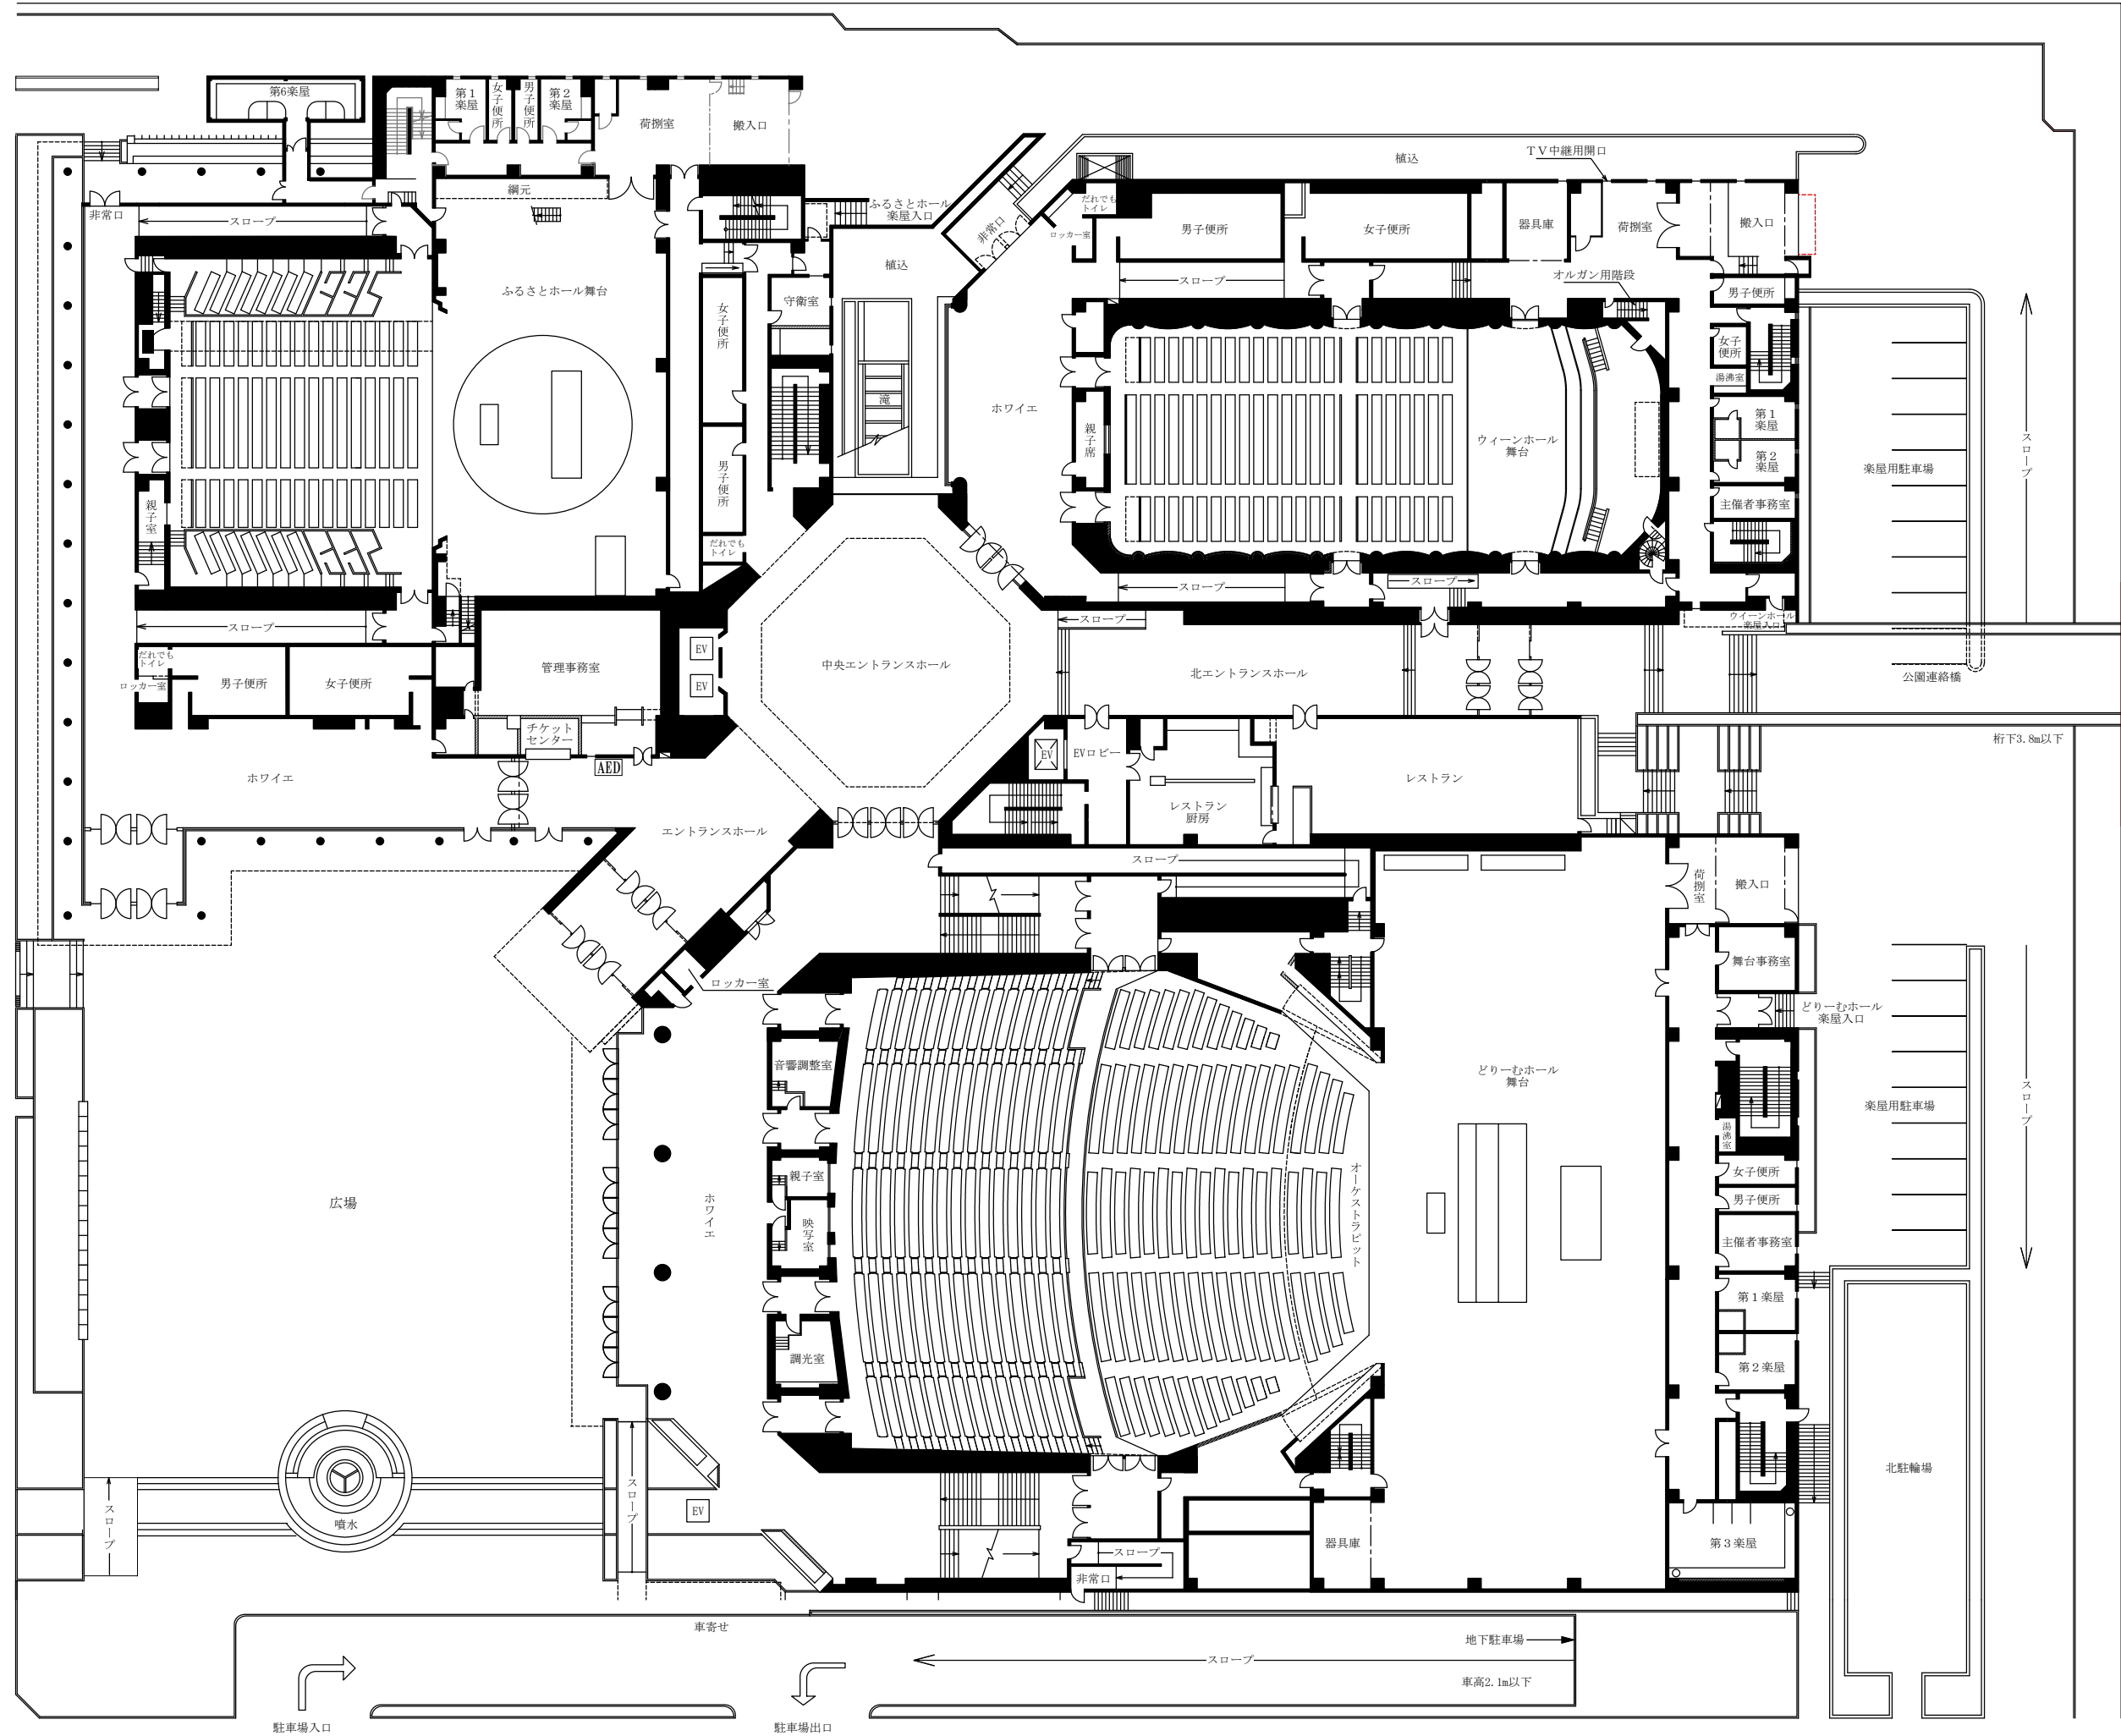 第6楽屋
第１
楽屋
女子便所
男子便所
第２
楽屋
荷捌室
搬入口
綱元
非常口
スロープ
ふるさとホール
楽屋入口
植込
非常口
だれでも
トイレ
ロッカー室
植込
TV中継用開口
男子便所
女子便所
器具庫
荷捌室
搬入口
スロープ
オルガン用階段
男子便所
ふるさとホール舞台
守衛室
女子便所
滝
ホワイエ
親子席
ウィーンホール
舞台
女子
便所
湯沸室
第１
楽屋
第２
楽屋
主催者事務室
楽屋用駐車場
スロープ
親子室
男子便所
だれでも
トイレ
スロープ
スロープ
スロープ
ウイーンホール
楽屋入口
スロープ
だれでも
トイレ
ロッカー室
男子便所
女子便所
管理事務室
EV
EV
中央エントランスホール
北エントランスホール
公園連絡橋
桁下3.8m以下
チケット
センター
AED
ホワイエ
エントランスホール
EV
EVロビー
レストラン
厨房
レストラン
スロープ
荷捌室
搬入口
ロッカー室
舞台事務室
どりーむホール
楽屋入口
音響調整室
どりーむホール
舞台
楽屋用駐車場
スロープ
湯沸室
広場
ホワイエ
親子室
映写室
オーケストラピット
女子便所
男子便所
主催者事務室
第１楽屋
第２楽屋
調光室
北駐輪場
スロープ
噴水
スロープ
EV
器具庫
スロープ
非常口
第３楽屋
車寄せ
地下駐車場
スロープ
車高2.1m以下
駐車場入口
駐車場出口